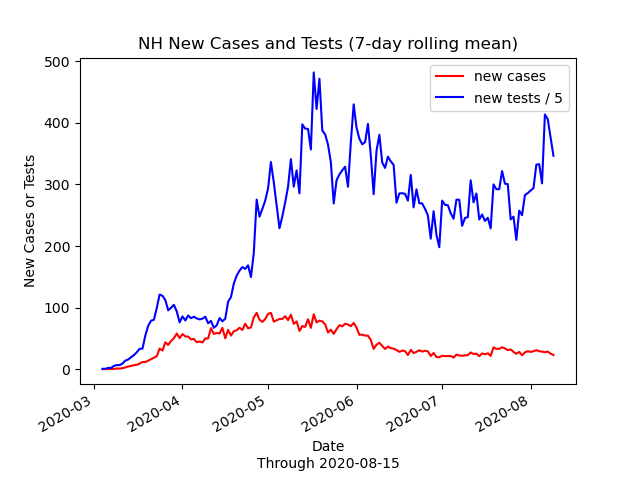 NH New Cases and Tests (7-day rolling mean)
new cases
new tests / 5
New Cases or Tests
500
400
300
200
100
0
2020-03
2020-04
2020-05
2020-06
2020-07
2020-08
Date
Through 2020-08-15